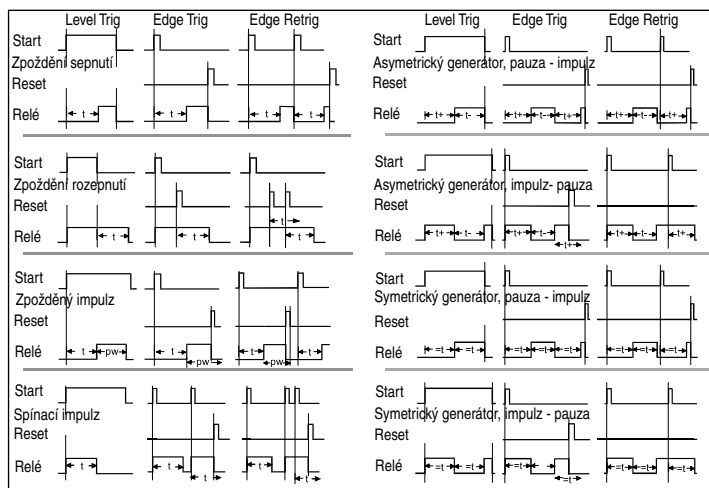 Level Trig Edge Trig Edge Retrig
Start
Zpoždění sepnutí
Reset
Relé t t t t
Start
Zpoždění rozepnutí
Reset t
Relé t t t
Start
Zpožděný impulz
Reset
Relé t pw t pw t pw t
Start
Spínací impulz
Reset
Relé t t t t t
Level Trig Edge Trig Edge Retrig
Start
Asymetrický generátor, pauza - impulz
Reset
Relé t+ t- t+ t- t+ t+ t- t+
Start
Asymetrický generátor, impulz- pauza
Reset
Relé t+ t- t+ t- t+ t+ t- t+
Start
Symetrický generátor, pauza - impulz
Reset
Relé =t =t =t =t =t =t =t =t
Start
Symetrický generátor, impulz - pauza
Reset
Relé =t =t =t =t =t =t =t